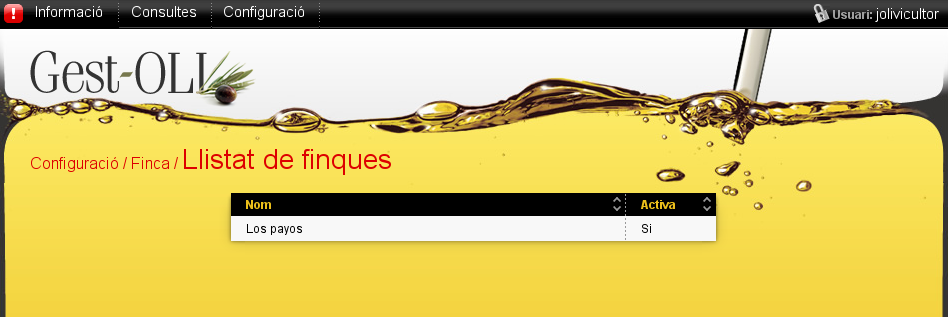 Informació Consultes Configuració Usuari: jolivicultor
Gest-OLI
Configuració / Finca / Llistat de finques
Nom Activa
Los payos Si